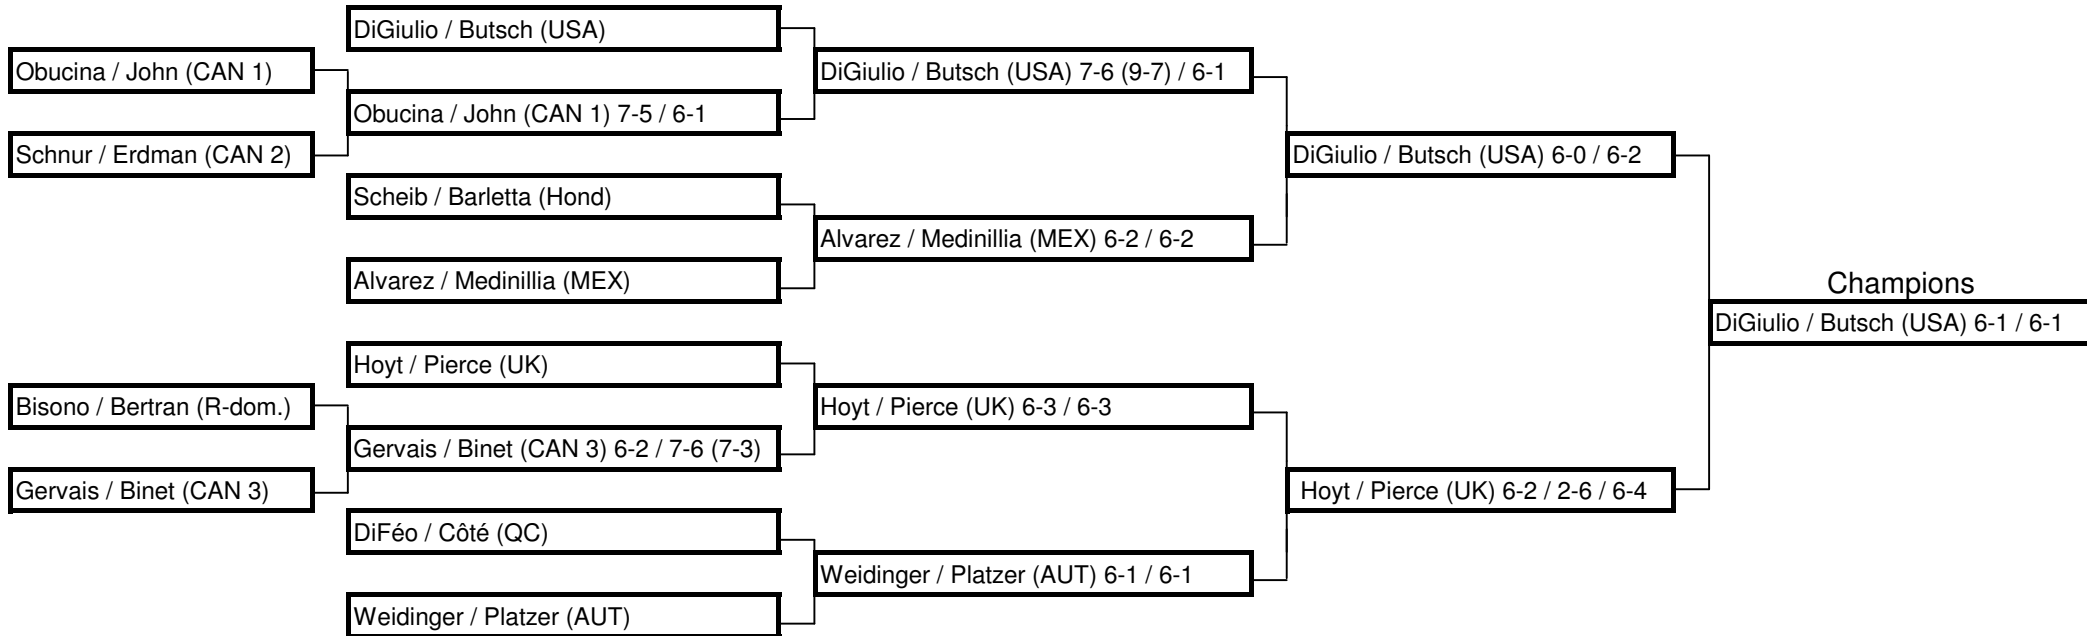 DiGiulio / Butsch (USA)
Obucina / John (CAN 1)
DiGiulio / Butsch (USA) 7-6 (9-7) / 6-1
Obucina / John (CAN 1) 7-5 / 6-1
Schnur / Erdman (CAN 2)
DiGiulio / Butsch (USA) 6-0 / 6-2
Scheib / Barletta (Hond)
Alvarez / Medinillia (MEX) 6-2 / 6-2
Alvarez / Medinillia (MEX)
Champions
DiGiulio / Butsch (USA) 6-1 / 6-1
Hoyt / Pierce (UK)
Bisono / Bertran (R-dom.)
Hoyt / Pierce (UK) 6-3 / 6-3
Gervais / Binet (CAN 3) 6-2 / 7-6 (7-3)
Gervais / Binet (CAN 3)
Hoyt / Pierce (UK) 6-2 / 2-6 / 6-4
DiFéo / Côté (QC)
Weidinger / Platzer (AUT) 6-1 / 6-1
Weidinger / Platzer (AUT)